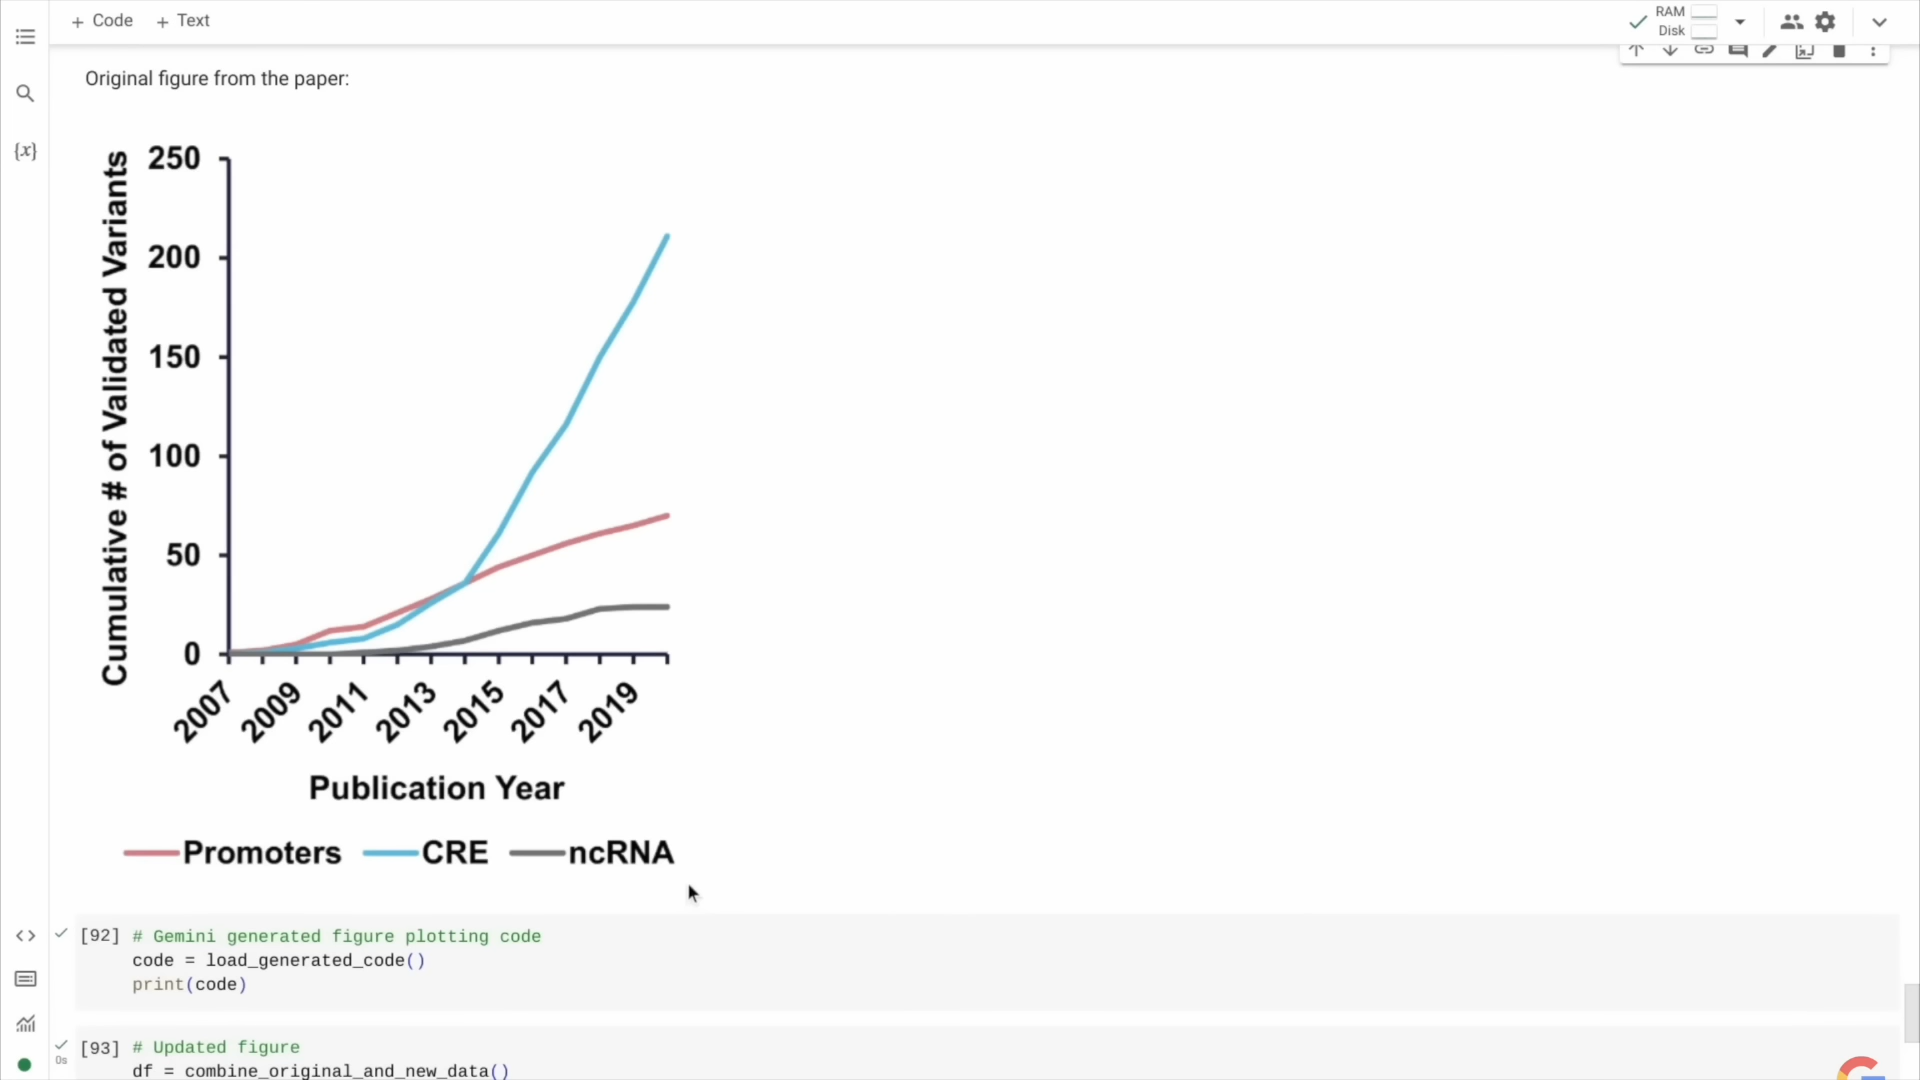 + Code + Text
RAM
Disk
Original figure from the paper:
{x}
Cumulative # of Validated Variants
250
200
150
100
50
0
2007 2009 2011 2013 2015 2017 2019
Publication Year
Promoters CRE ncRNA
[92] # Gemini generated figure plotting code
code = load_generated_code()
print(code)
[93] # Updated figure
0s
df = combine_original_and_new_data()